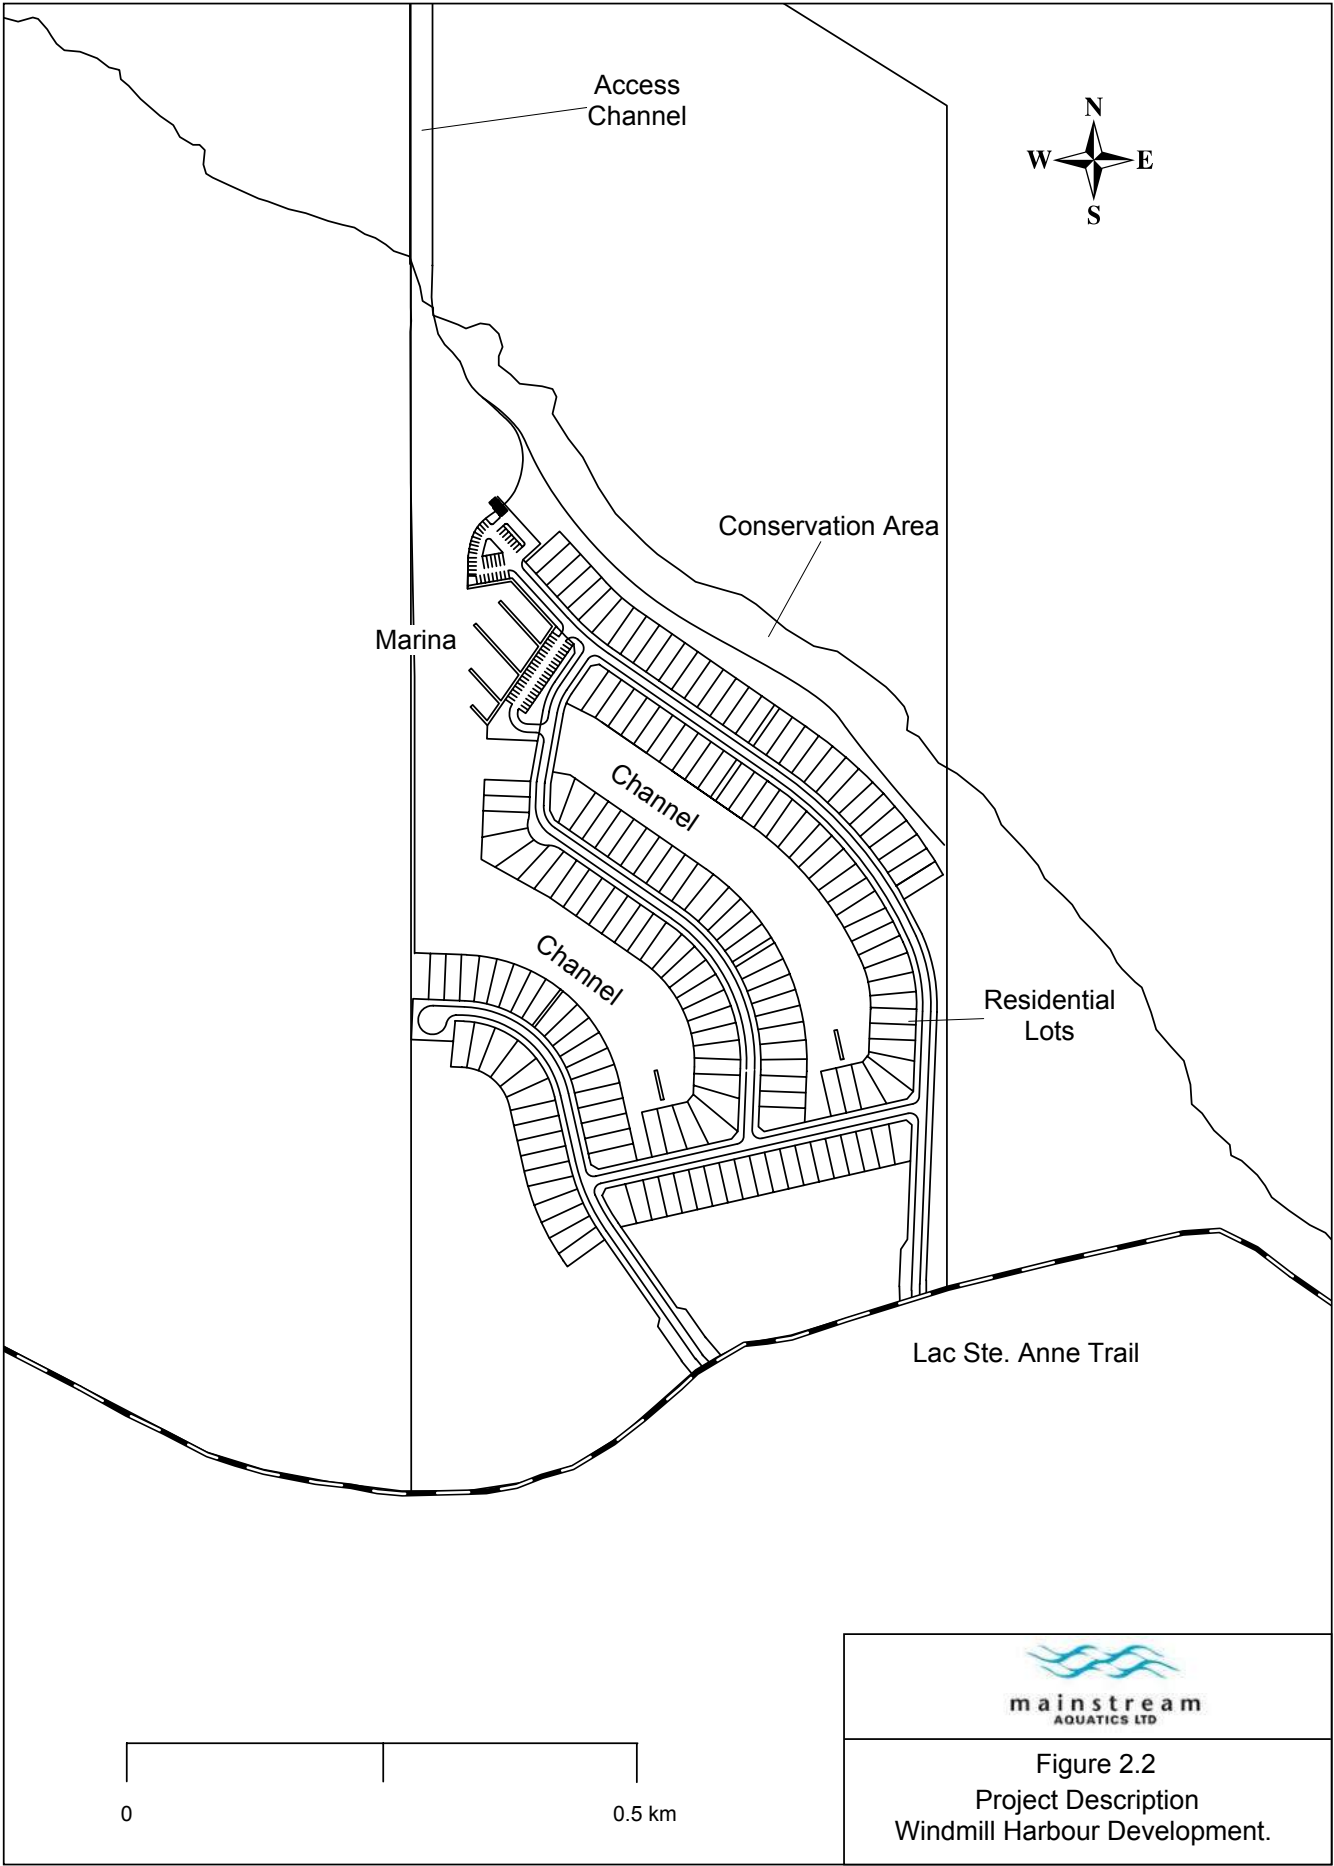 Access
Channel
N
W E
S
Conservation Area
Marina
Channel
Channel
Residential
Lots
Lac Ste. Anne Trail
mainstream
AQUATICS LTD
Figure 2.2
Project Description
Windmill Harbour Development.
0 0.5 km